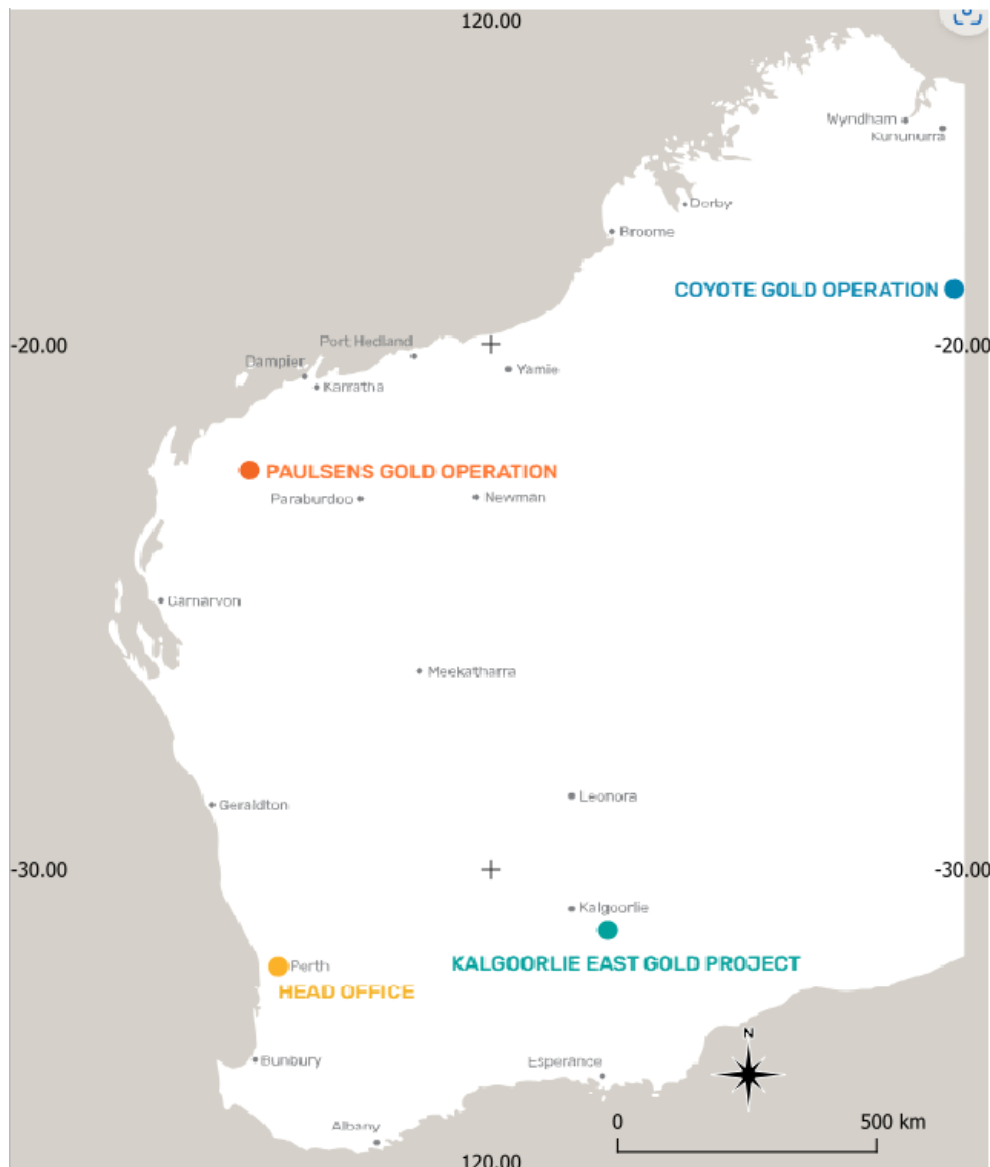 120.00
Wyndham
Kununurra
Derby
Broome
COYOTE GOLD OPERATION
Port Hedland
-20.00
-20.00
Dampier
Yarrie
Karratha
PAULSENS GOLD OPERATION
Paraburdoo
Newman
Carnarvon
Meekatharra
Leonora
Geraldton
-30.00
-30.00
Kalgoorlie
KALGOORLIE EAST GOLD PROJECT
Perth
HEAD OFFICE
N
Bunbury
Esperance
0
500 km
Albany
120.00